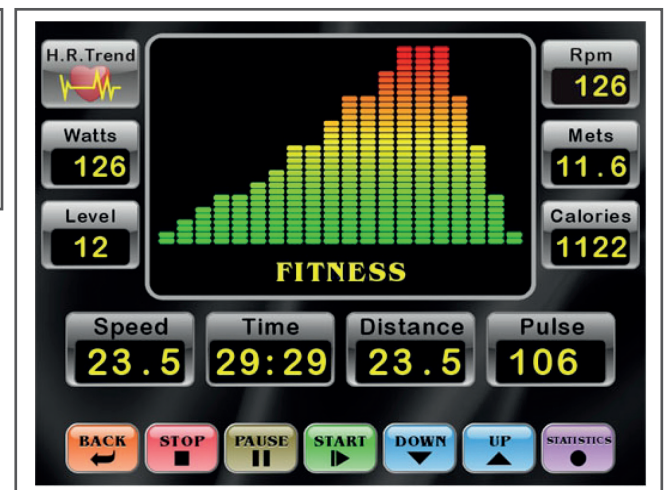 H.R.Trend
Rpm
126
Watts
126
Mets
11.6
Level
12
Calories
1122
FITNESS
Speed
23.5
Time
29:29
Distance
23.5
Pulse
106
BACK
STOP
PAUSE
START
DOWN
UP
STATISTICS